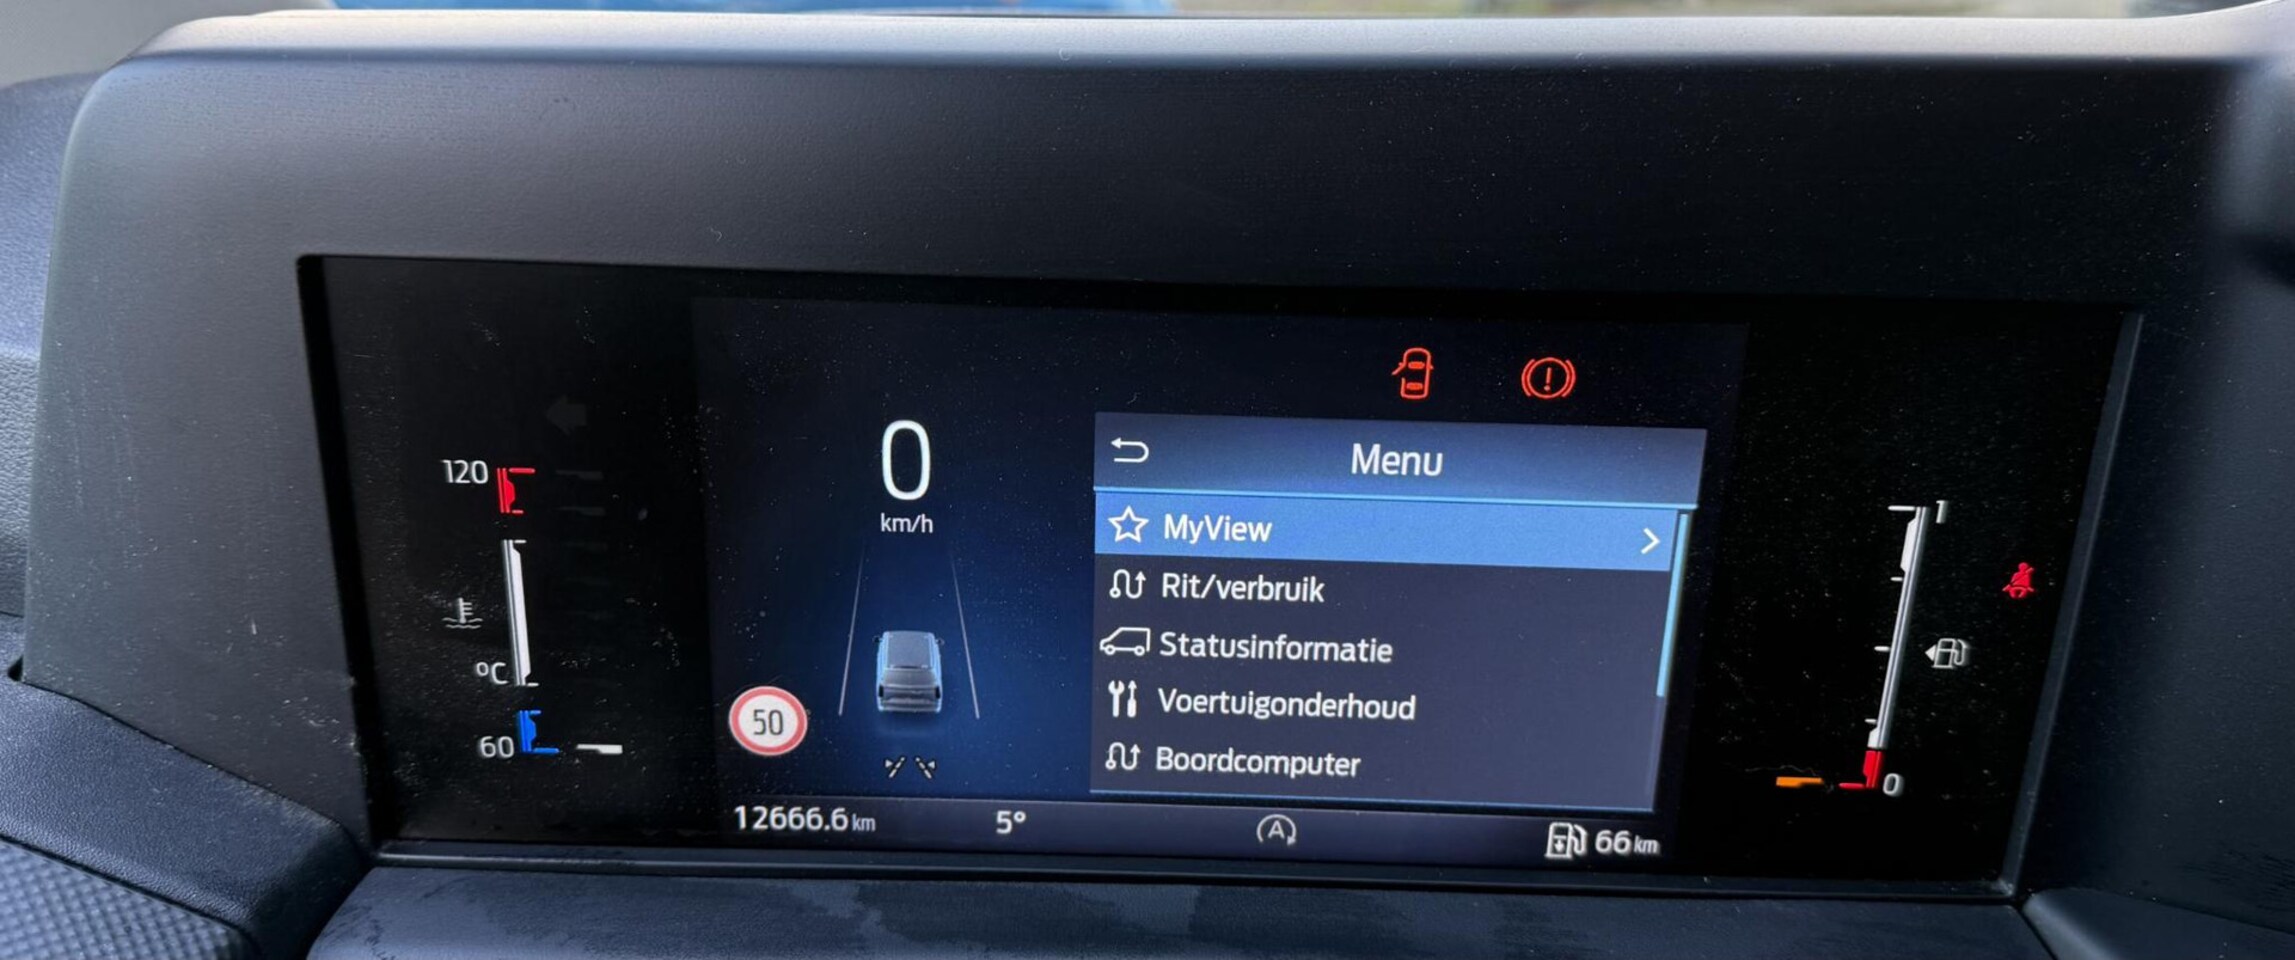 120
°C
60
0
km/h
50
Menu
MyView
Rit/verbruik
Statusinformatie
Voertuigonderhoud
Boordcomputer
12666.6 km
5°
A
66 km
1
0